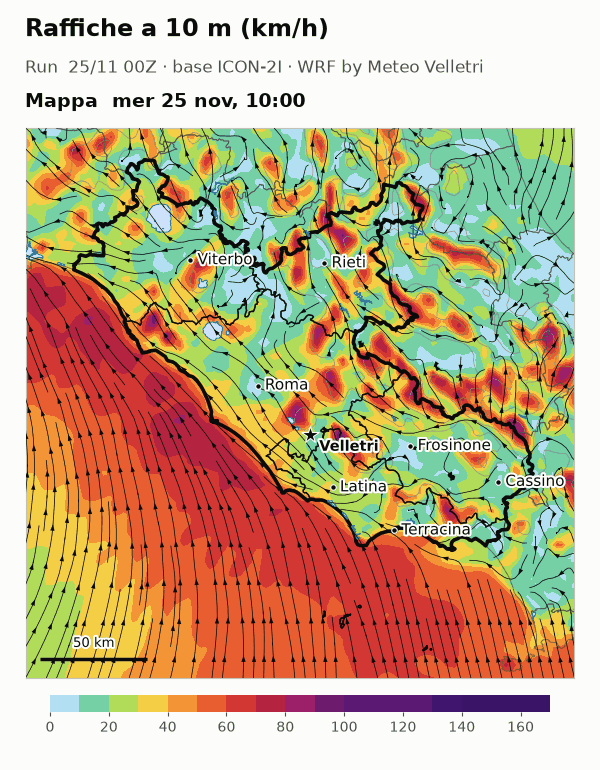 Raffiche a 10 m (km/h)
Run 25/11 00Z · base ICON-2I · WRF by Meteo Velletri
Mappa mer 25 nov, 10:00
Viterbo
Rieti
Roma
Velletri
Frosinone
Latina
Cassino
Terracina
50 km
0 20 40 60 80 100 120 140 160